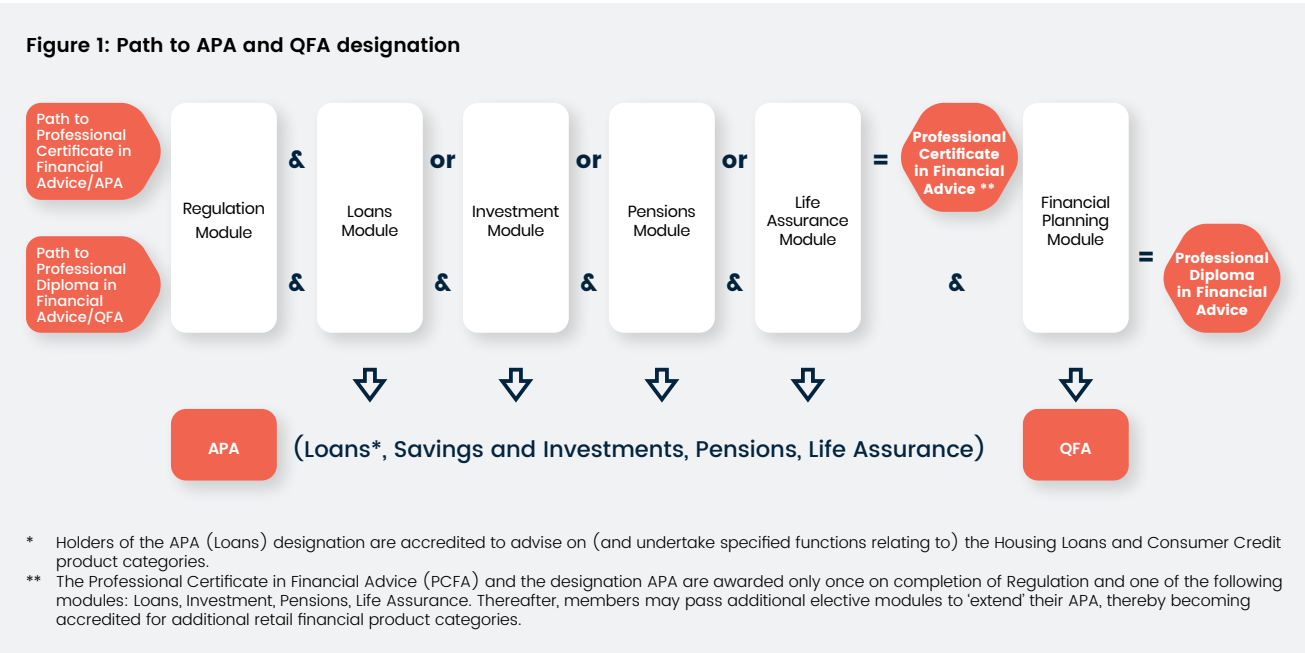 Figure 1: Path to APA and QFA designation
Path to
Professional
Certificate in
Financial
Advice/APA
Path to
Professional
Diploma in
Financial
Advice/QFA
Regulation
Module
&
&
Loans
Module
or
&
Investment
Module
or
&
Pensions
Module
or
&
Life
Assurance
Module
=
Professional
Certificate
in Financial
Advice **
&
Financial
Planning
Module
=
Professional
Diploma
in Financial
Advice
APA
(Loans*, Savings and Investments, Pensions, Life Assurance)
QFA
* Holders of the APA (Loans) designation are accredited to advise on (and undertake specified functions relating to) the Housing Loans and Consumer Credit
product categories.
** The Professional Certificate in Financial Advice (PCFA) and the designation APA are awarded only once on completion of Regulation and one of the following
modules: Loans, Investment, Pensions, Life Assurance. Thereafter, members may pass additional elective modules to ‘extend’ their APA, thereby becoming
accredited for additional retail financial product categories.